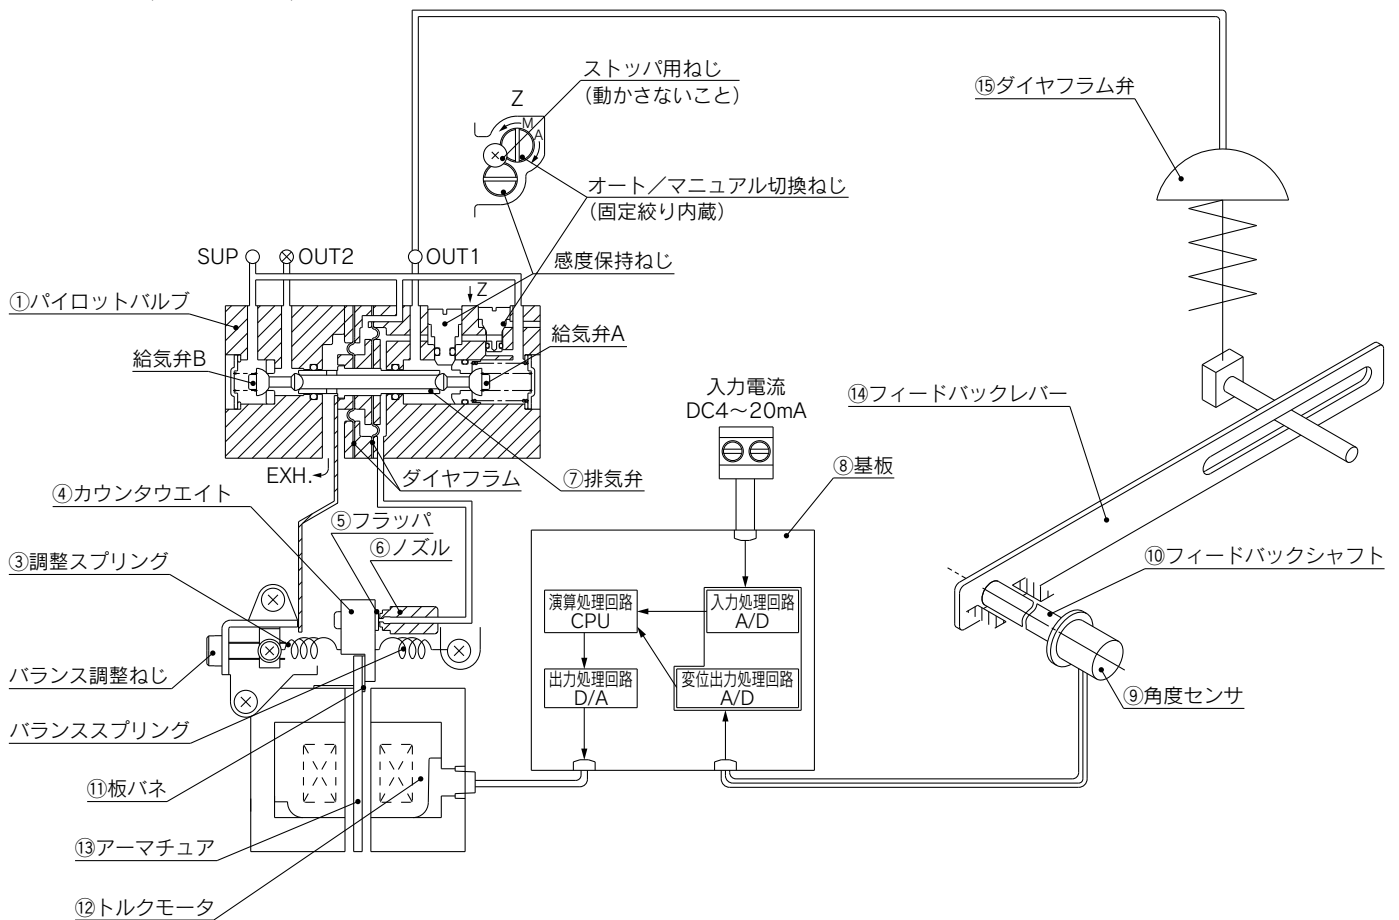 ストッパ用ねじ
(動かさないこと)
Z
M
A
⑮ダイヤフラム弁
オート／マニュアル切換ねじ
(固定絞り内蔵)
SUP
OUT2
OUT1
感度保持ねじ
Z
①パイロットバルブ
給気弁B
給気弁A
入力電流
DC4～20mA
⑭フィードバックレバー
EXH.
ダイヤフラム
⑦排気弁
⑧基板
④カウンタウエイト
⑤フラッパ
⑥ノズル
③調整スプリング
⑩フィードバックシャフト
演算処理回路
CPU
入力処理回路
A/D
バランス調整ねじ
出力処理回路
D/A
変位出力処理回路
A/D
⑨角度センサ
バランススプリング
⑪板バネ
⑬アーマチュア
⑫トルクモータ